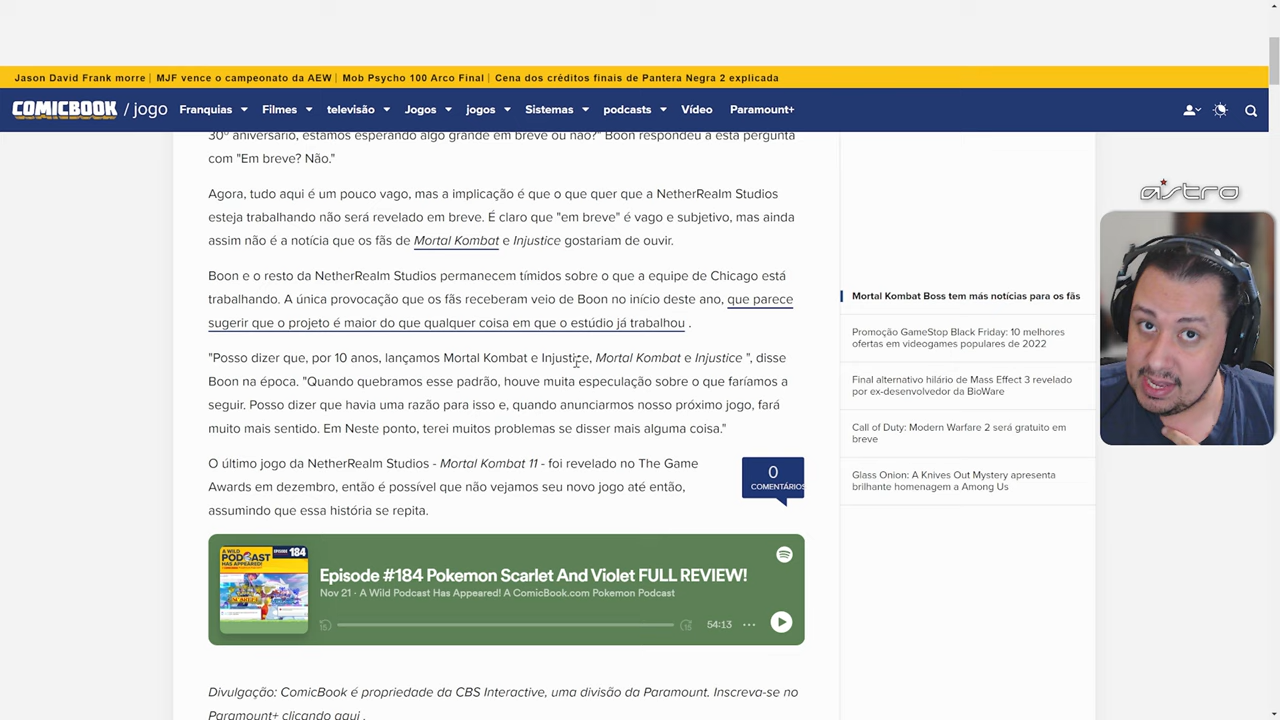 Jason David Frank morre | MJF vence o campeonato da AEW | Mob Psycho 100 Arco Final | Cena dos créditos finais de Pantera Negra 2 explicada
COMICBOOK / jogo Franquias Filmes televisão Jogos jogos Sistemas podcasts Vídeo Paramount+
30º aniversário, estamos esperando algo grande em breve ou não?" Boon respondeu a esta pergunta
com "Em breve? Não."
Agora, tudo aqui é um pouco vago, mas a implicação é que o que quer que a NetherRealm Studios
esteja trabalhando não será revelado em breve. É claro que "em breve" é vago e subjetivo, mas ainda
assim não é a notícia que os fãs de Mortal Kombat e Injustice gostariam de ouvir.
Boon e o resto da NetherRealm Studios permanecem tímidos sobre o que a equipe de Chicago está
trabalhando. A única provocação que os fãs receberam veio de Boon no início deste ano, que parece
sugerir que o projeto é maior do que qualquer coisa em que o estúdio já trabalhou .
"Posso dizer que, por 10 anos, lançamos Mortal Kombat e Injustice, Mortal Kombat e Injustice ", disse
Boon na época. "Quando quebramos esse padrão, houve muita especulação sobre o que faríamos a
seguir. Posso dizer que havia uma razão para isso e, quando anunciarmos nosso próximo jogo, fará
muito mais sentido. Em Neste ponto, terei muitos problemas se disser mais alguma coisa."
O último jogo da NetherRealm Studios - Mortal Kombat 11 - foi revelado no The Game
Awards em dezembro, então é possível que não vejamos seu novo jogo até então,
assumindo que essa história se repita.
0
COMENTÁRIOS
A WILD PODCAST HAS APPEARED! EPISODE 184
Episode #184 Pokemon Scarlet And Violet FULL REVIEW!
Nov 21 · A Wild Podcast Has Appeared! A ComicBook.com Pokemon Podcast
15 15 54:13
Divulgação: ComicBook é propriedade da CBS Interactive, uma divisão da Paramount. Inscreva-se no
Paramount+ clicando aqui .
astro
Mortal Kombat Boss tem más notícias para os fãs
Promoção GameStop Black Friday: 10 melhores
ofertas em videogames populares de 2022
Final alternativo hilário de Mass Effect 3 revelado
por ex-desenvolvedor da BioWare
Call of Duty: Modern Warfare 2 será gratuito em
breve
Glass Onion: A Knives Out Mystery apresenta
brilhante homenagem a Among Us